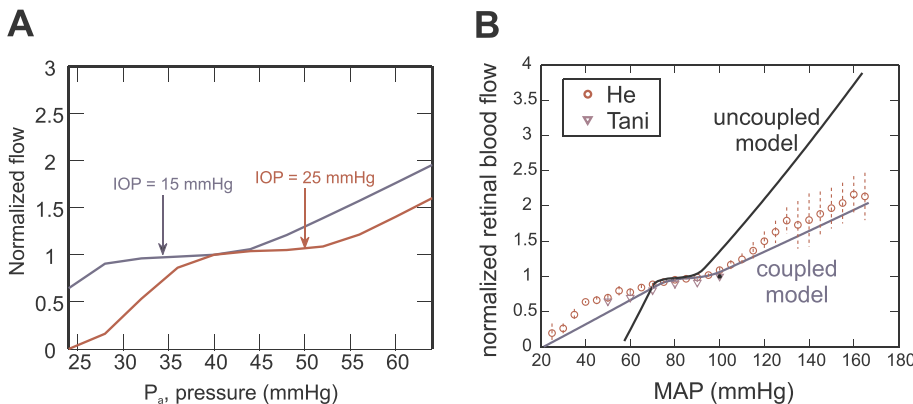 A
Normalized flow
3
2.5
2
1.5
1
0.5
0
IOP = 15 mmHg
IOP = 25 mmHg
25 30 35 40 45 50 55 60
Pa, pressure (mmHg)
B
normalized retinal blood flow
4
3.5
3
2.5
2
1.5
1
0.5
0
He
Tani
uncoupled
model
coupled
model
20 40 60 80 100 120 140 160 180
MAP (mmHg)